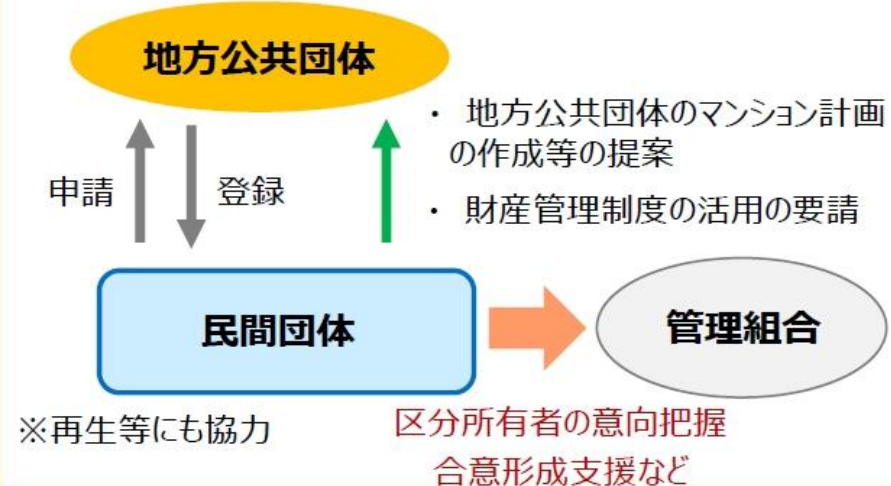 地方公共団体
・ 地方公共団体のマンション計画
の作成等の提案
申請
登録
・ 財産管理制度の活用の要請
民間団体
管理組合
※再生等にも協力
区分所有者の意向把握
合意形成支援など